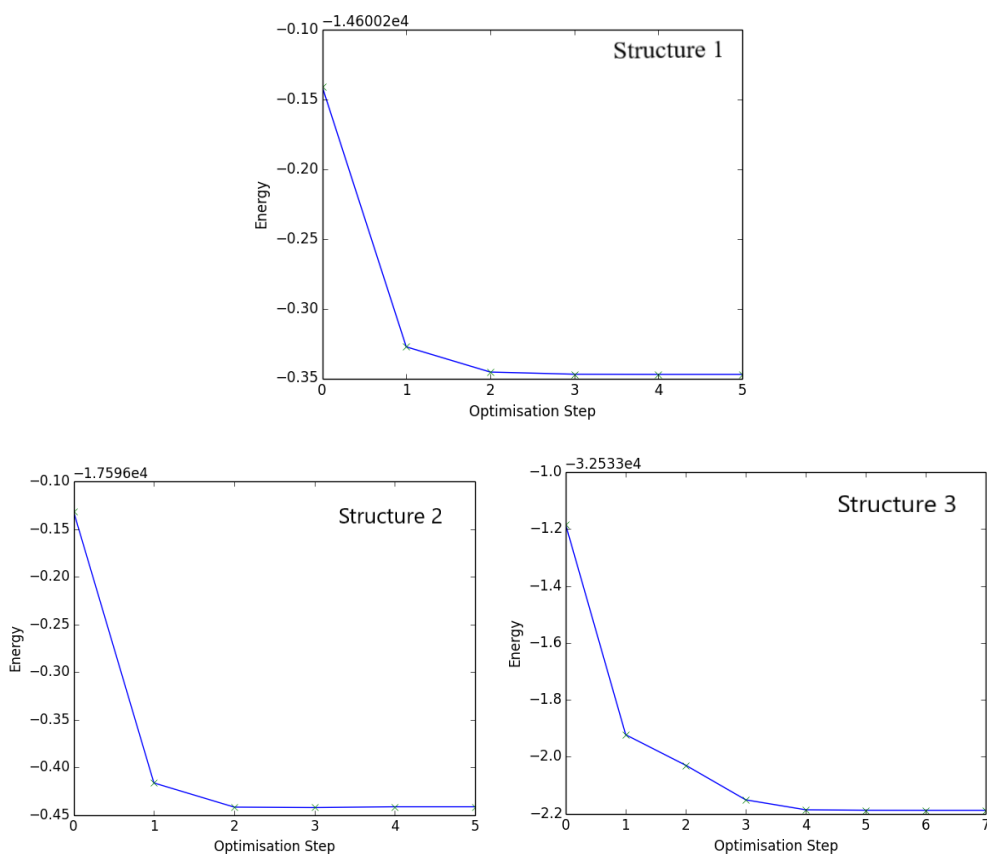 −1.46002e4
Structure 1
−0.10
−0.15
−0.20
−0.25
−0.30
−0.35
Energy
0 1 2 3 4 5
Optimisation Step
−1.7596e4
Structure 2
−0.10
−0.15
−0.20
−0.25
−0.30
−0.35
−0.40
−0.45
Energy
0 1 2 3 4 5
Optimisation Step
−3.2533e4
Structure 3
−1.0
−1.2
−1.4
−1.6
−1.8
−2.0
−2.2
Energy
0 1 2 3 4 5 6 7
Optimisation Step